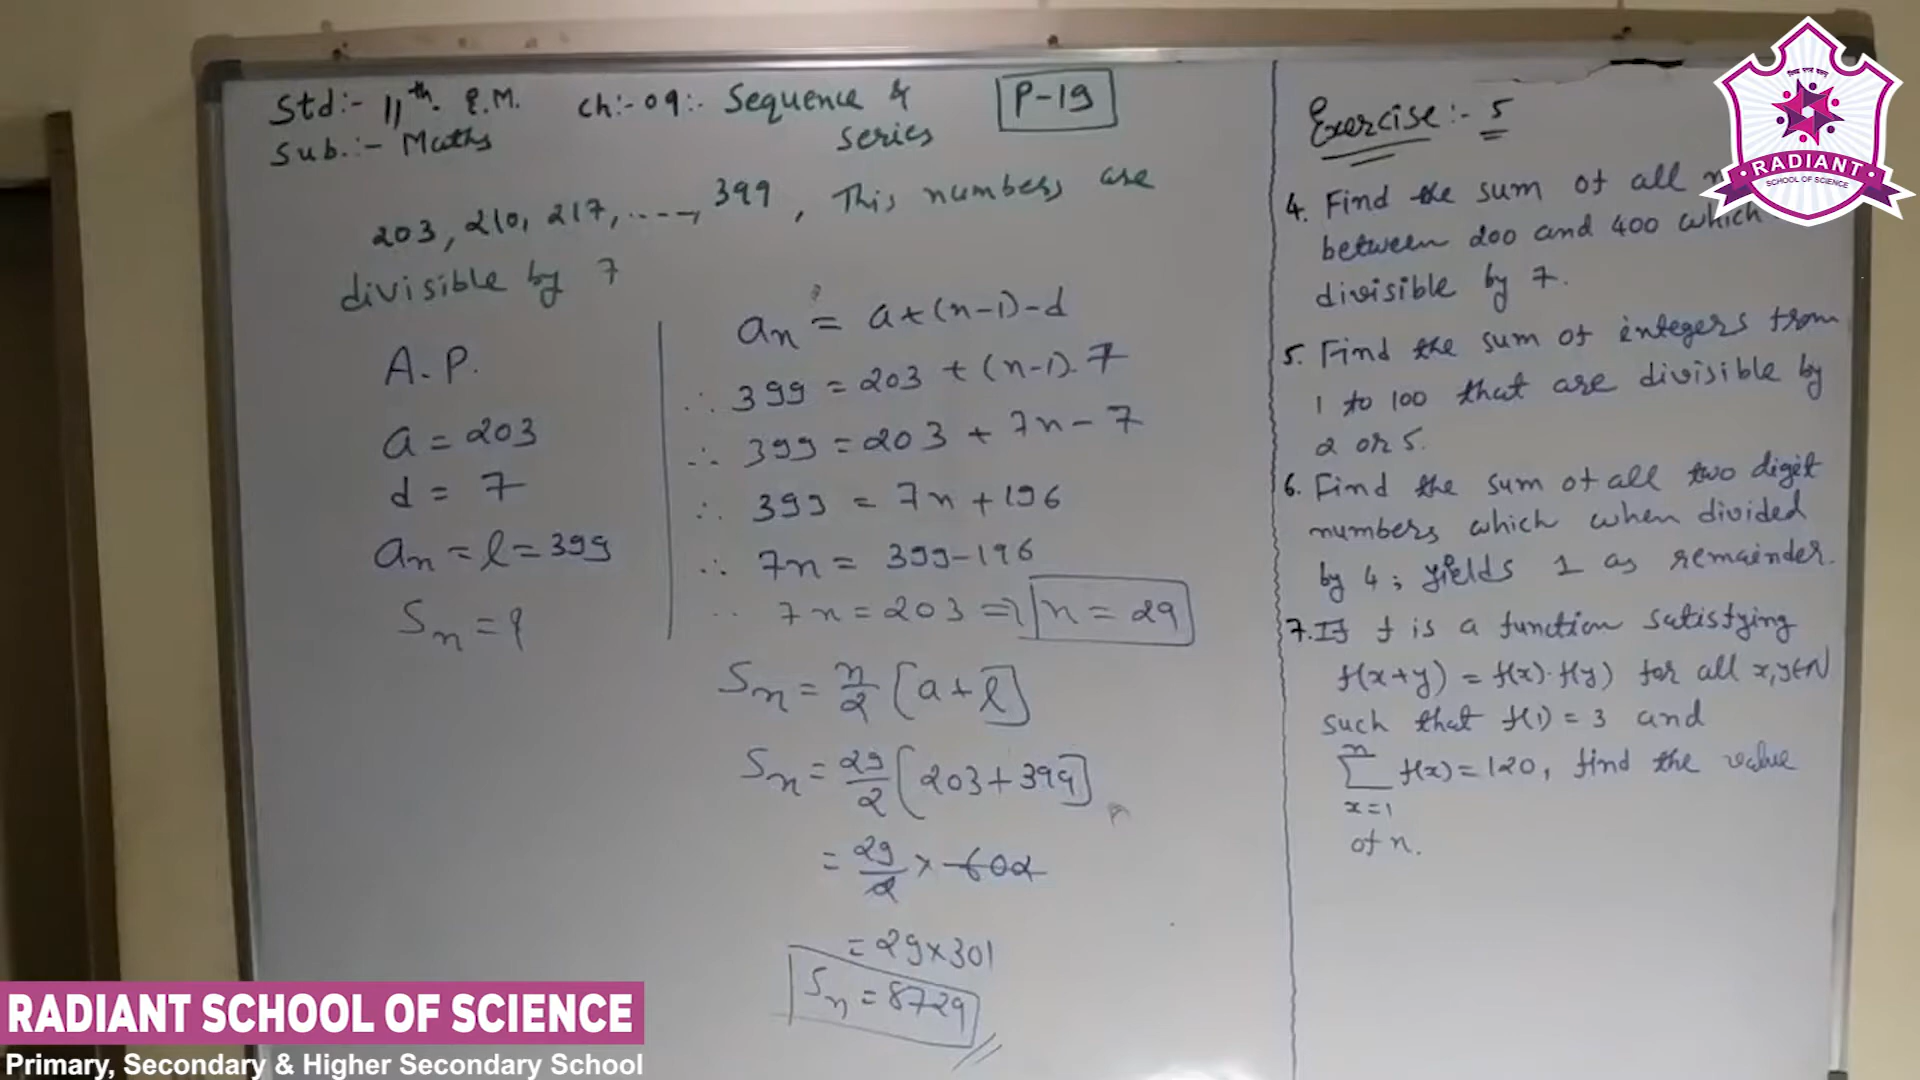 Std:- 11th. E.M. Ch:-09:- Sequence & P-19
Sub.:- Maths Series
203, 210, 217, ....., 399, This numbers are
divisible by 7
A.P.
a = 203
d = 7
an = l = 399
Sn = ?
an = a+(n-1)-d
∴ 399 = 203 + (n-1).7
∴ 399 = 203 + 7n - 7
∴ 399 = 7n + 196
∴ 7n = 399-196
∴ 7n = 203 ⇒ n = 29
Sn = n/2 [a+l]
Sn = 29/2 [203+399]
= 29/2 × 602
= 29×301
Sn = 8729
Exercise:- 5
4. Find the sum of all
between 200 and 400 which
divisible by 7.
5. Find the sum of integers from
1 to 100 that are divisible by
2 or 5.
6. Find the sum of all two digit
numbers which when divided
by 4; yields 1 as remainder.
7. If f is a function satisfying
f(x+y) = f(x)·f(y) for all x,y∈N
such that f(1) = 3 and
n
∑ f(x) = 120, find the value
x=1
of n.
RADIANT
SCHOOL OF SCIENCE
RADIANT SCHOOL OF SCIENCE
Primary, Secondary & Higher Secondary School